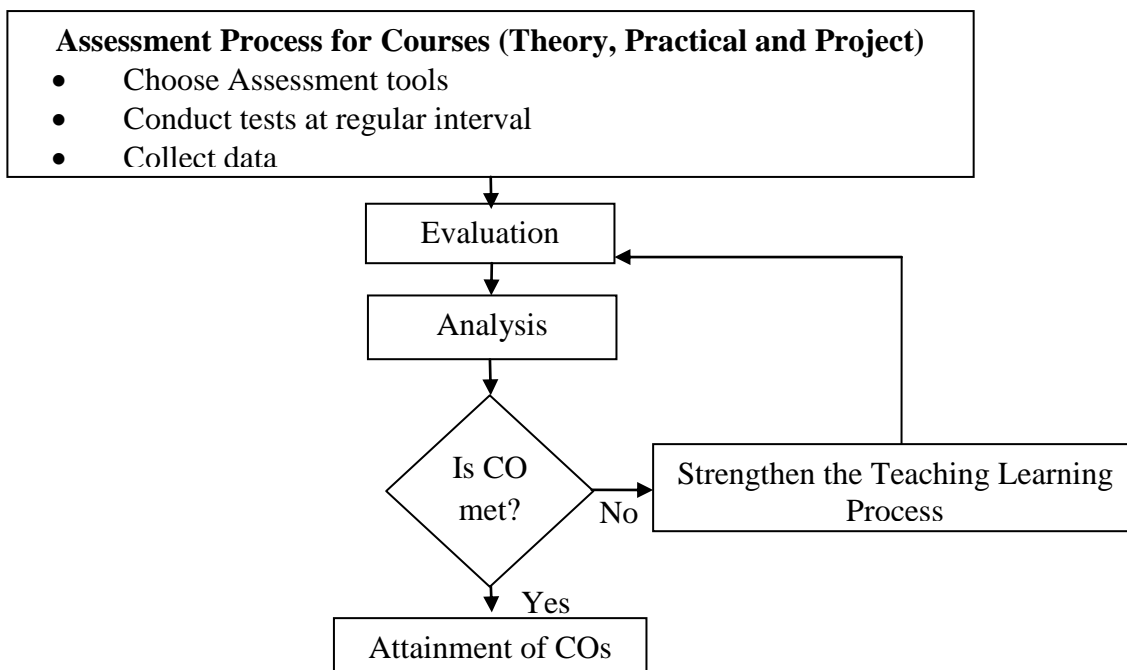 Assessment Process for Courses (Theory, Practical and Project)
• Choose Assessment tools
• Conduct tests at regular interval
• Collect data
Evaluation
Analysis
Is CO
met?
No
Strengthen the Teaching Learning
Process
Yes
Attainment of COs